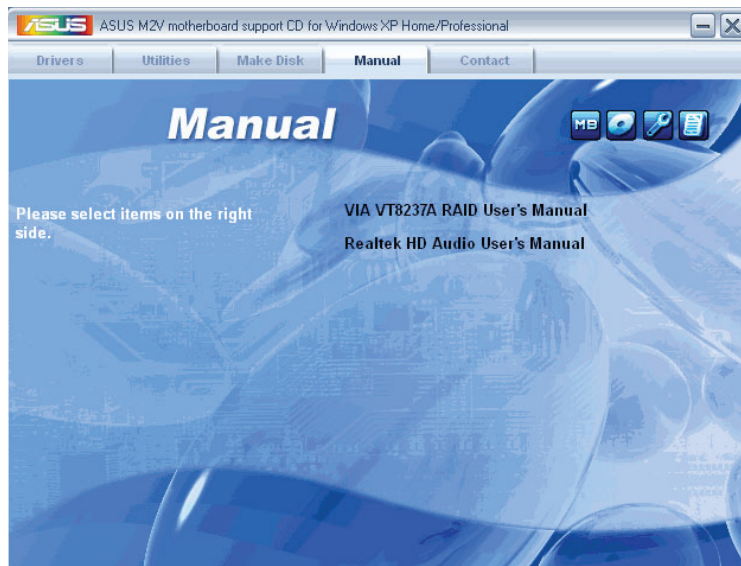 ASUS ASUS M2V motherboard support CD for Windows XP Home/Professional
Drivers Utilities Make Disk Manual Contact
Manual
MB
Please select items on the right
side.
VIA VT8237A RAID User's Manual
Realtek HD Audio User's Manual